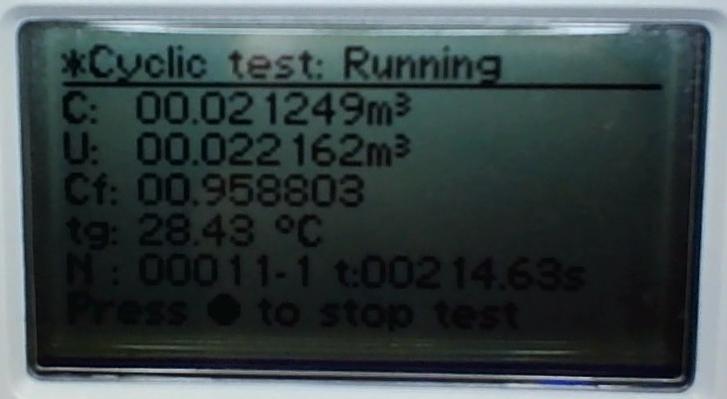 *Cyclic test: Running
C: 00.021249m³
U: 00.022162m³
Cf: 00.958803
tg: 28.43 °C
N : 00011-1 t:00214.63s
Press ● to stop test